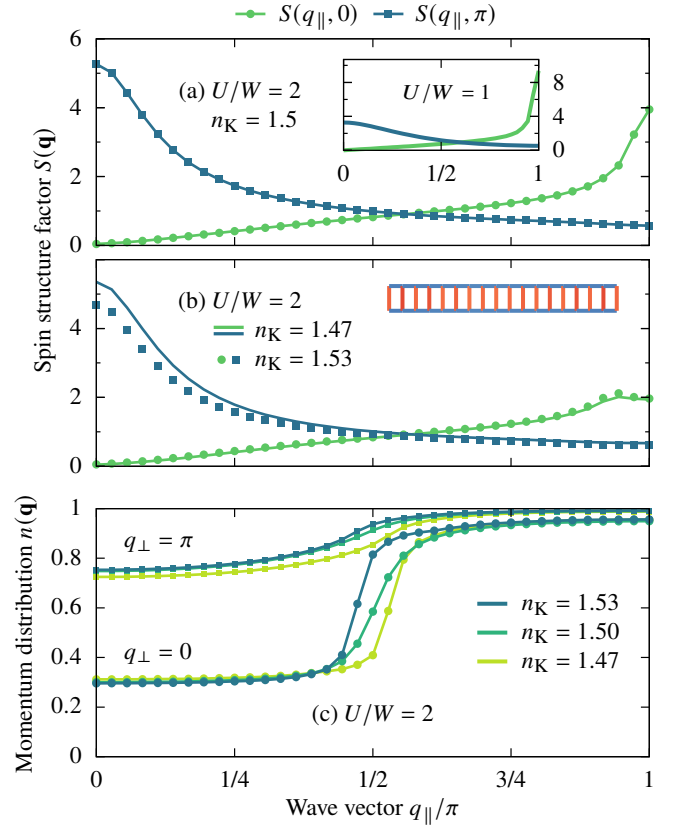 S(q∥, 0) S(q∥, π)
Spin structure factor S(q)
6
4
2
0
(a) U/W = 2
n_K = 1.5
U/W = 1
8
4
0
0 1/2 1
4
2
0
(b) U/W = 2
n_K = 1.47
n_K = 1.53
Momentum distribution n(q)
1
0.8
0.6
0.4
0.2
0
q⊥ = π
q⊥ = 0
n_K = 1.53
n_K = 1.50
n_K = 1.47
(c) U/W = 2
0 1/4 1/2 3/4 1
Wave vector q∥/π